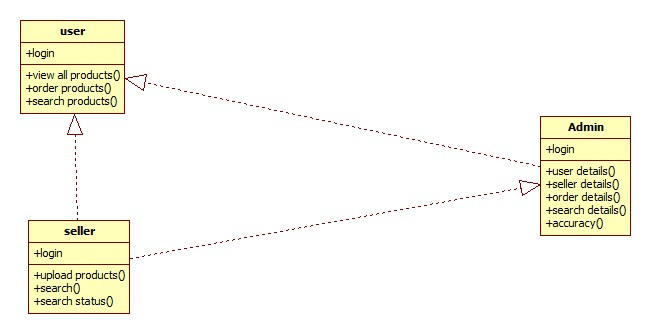 user
+login
+view all products()
+order products()
+search products()
Admin
+login
+user details()
+seller details()
+order details()
+search details()
+accuracy()
seller
+login
+upload products()
+search()
+search status()